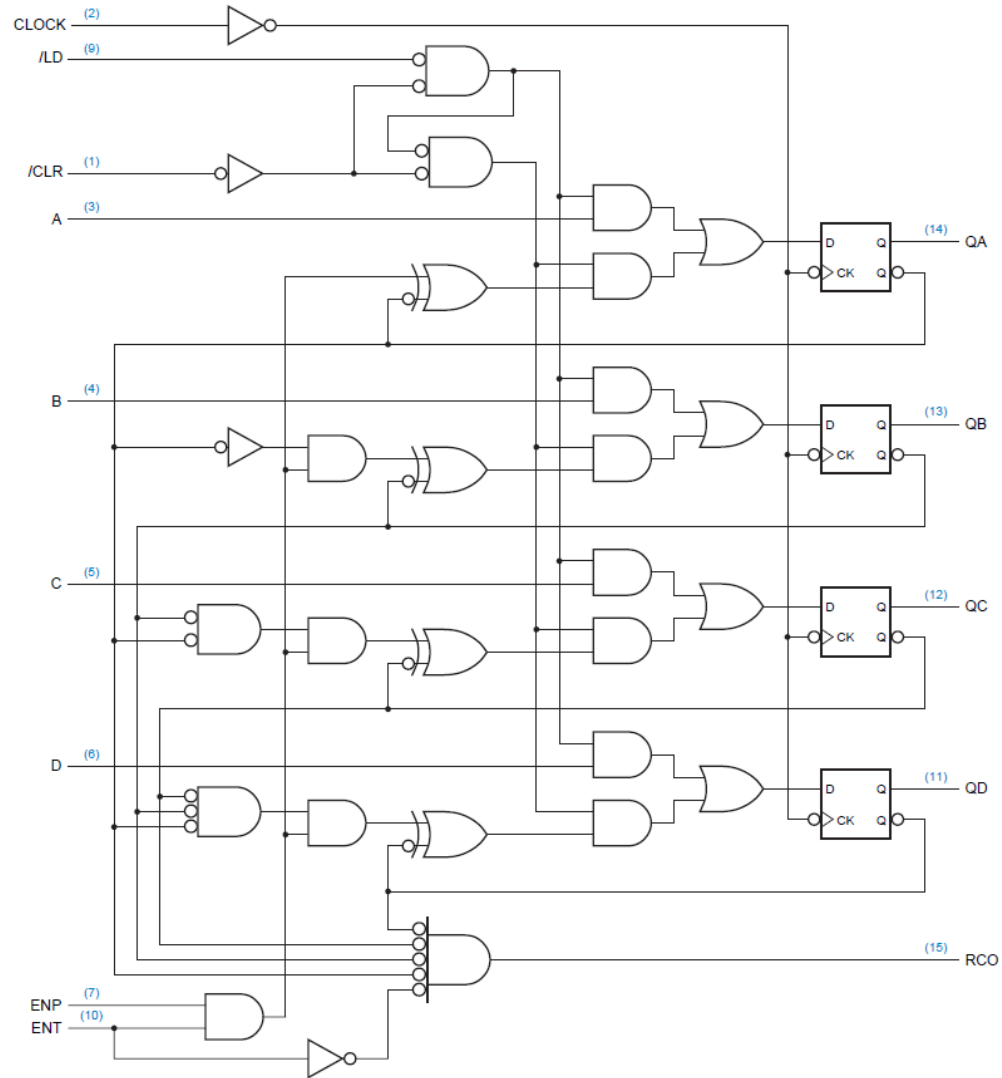 CLOCK (2)
/LD (9)
/CLR (1)
A (3)
D Q (14) QA
CK Q
B (4)
D Q (13) QB
CK Q
C (5)
D Q (12) QC
CK Q
D (6)
D Q (11) QD
CK Q
(15) RCO
ENP (7)
ENT (10)